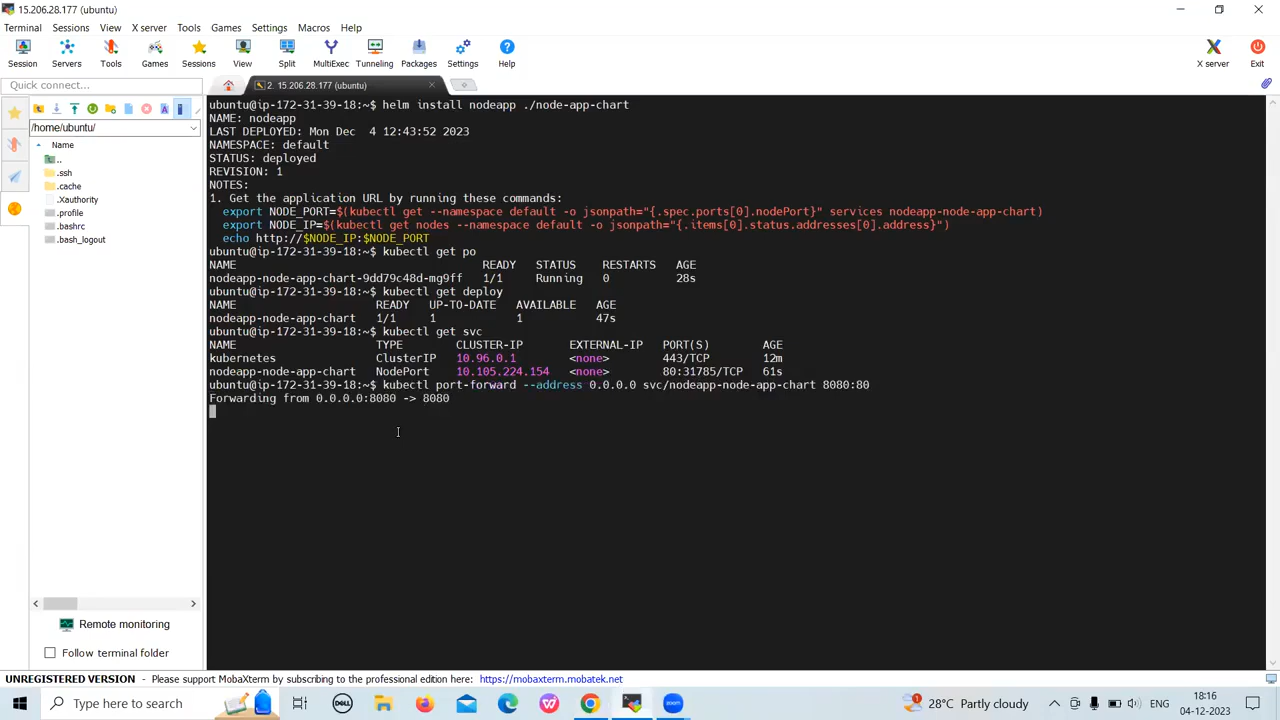 15.206.28.177 (ubuntu)
Terminal Sessions View X server Tools Games Settings Macros Help
Session Servers Tools Games Sessions View Split MultiExec Tunneling Packages Settings Help X server Exit
Quick connect...
2. 15.206.28.177 (ubuntu)
/home/ubuntu/
Name
..
.ssh
.cache
.Xauthority
.profile
.bashrc
.bash_logout
Remote monitoring
Follow terminal folder
ubuntu@ip-172-31-39-18:~$ helm install nodeapp ./node-app-chart
NAME: nodeapp
LAST DEPLOYED: Mon Dec  4 12:43:52 2023
NAMESPACE: default
STATUS: deployed
REVISION: 1
NOTES:
1. Get the application URL by running these commands:
  export NODE_PORT=$(kubectl get --namespace default -o jsonpath="{.spec.ports[0].nodePort}" services nodeapp-node-app-chart)
  export NODE_IP=$(kubectl get nodes --namespace default -o jsonpath="{.items[0].status.addresses[0].address}")
  echo http://$NODE_IP:$NODE_PORT
ubuntu@ip-172-31-39-18:~$ kubectl get po
NAME READY STATUS RESTARTS AGE
nodeapp-node-app-chart-9dd79c48d-mg9ff 1/1 Running 0 28s
ubuntu@ip-172-31-39-18:~$ kubectl get deploy
NAME READY UP-TO-DATE AVAILABLE AGE
nodeapp-node-app-chart 1/1 1 1 47s
ubuntu@ip-172-31-39-18:~$ kubectl get svc
NAME TYPE CLUSTER-IP EXTERNAL-IP PORT(S) AGE
kubernetes ClusterIP 10.96.0.1 <none> 443/TCP 12m
nodeapp-node-app-chart NodePort 10.105.224.154 <none> 80:31785/TCP 61s
ubuntu@ip-172-31-39-18:~$ kubectl port-forward --address 0.0.0.0 svc/nodeapp-node-app-chart 8080:80
Forwarding from 0.0.0.0:8080 -> 8080
UNREGISTERED VERSION - Please support MobaXterm by subscribing to the professional edition here: https://mobaxterm.mobatek.net
Type here to search
DELL
W
zoom
1
28°C Partly cloudy
ENG
18:16
04-12-2023